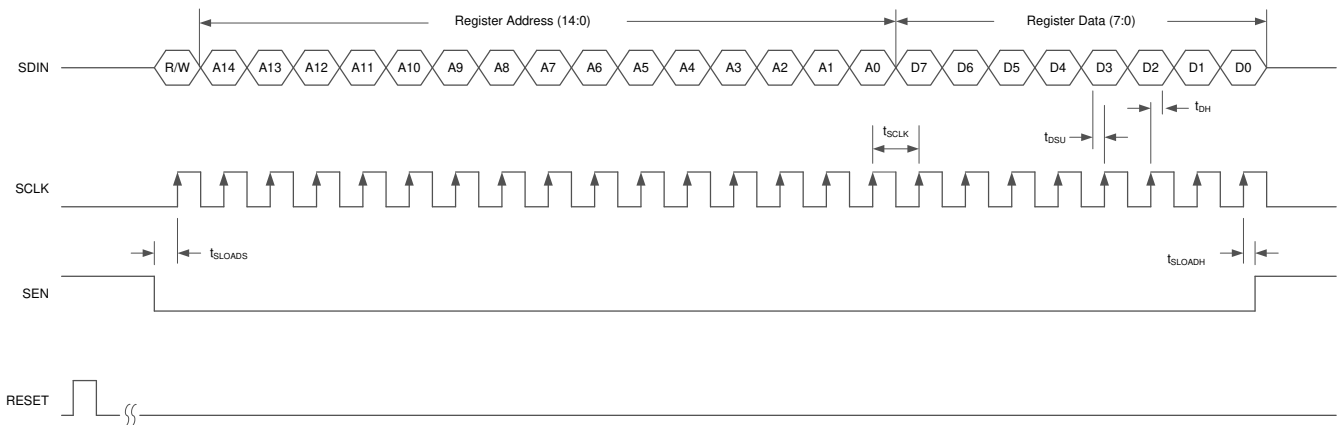 Register Address (14:0) Register Data (7:0)
SDIN R/W A14 A13 A12 A11 A10 A9 A8 A7 A6 A5 A4 A3 A2 A1 A0 D7 D6 D5 D4 D3 D2 D1 D0
tDH
tSCLK tDSU
SCLK
tSLOADS tSLOADH
SEN
RESET